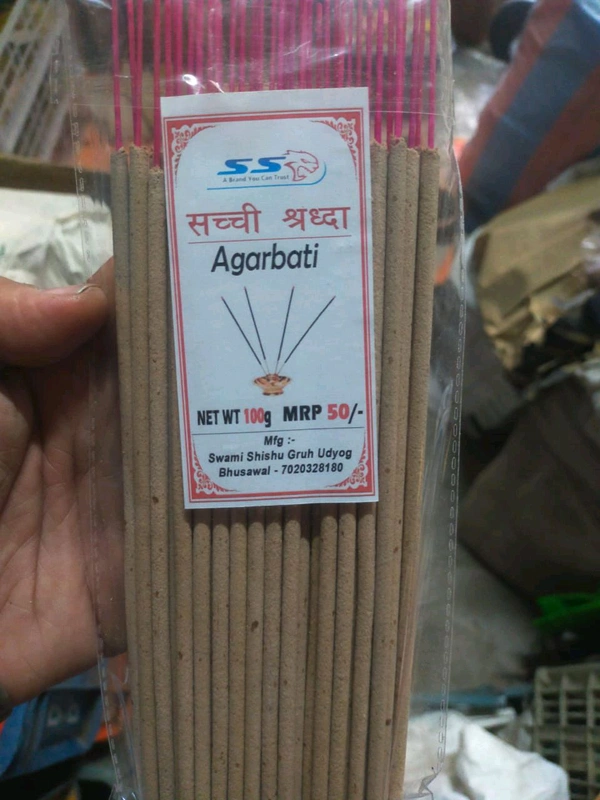 SS
A Brand You Can Trust
सच्ची श्रध्दा
Agarbati
NET WT 100g MRP 50/-
Mfg :-
Swami Shishu Gruh Udyog
Bhusawal - 7020328180